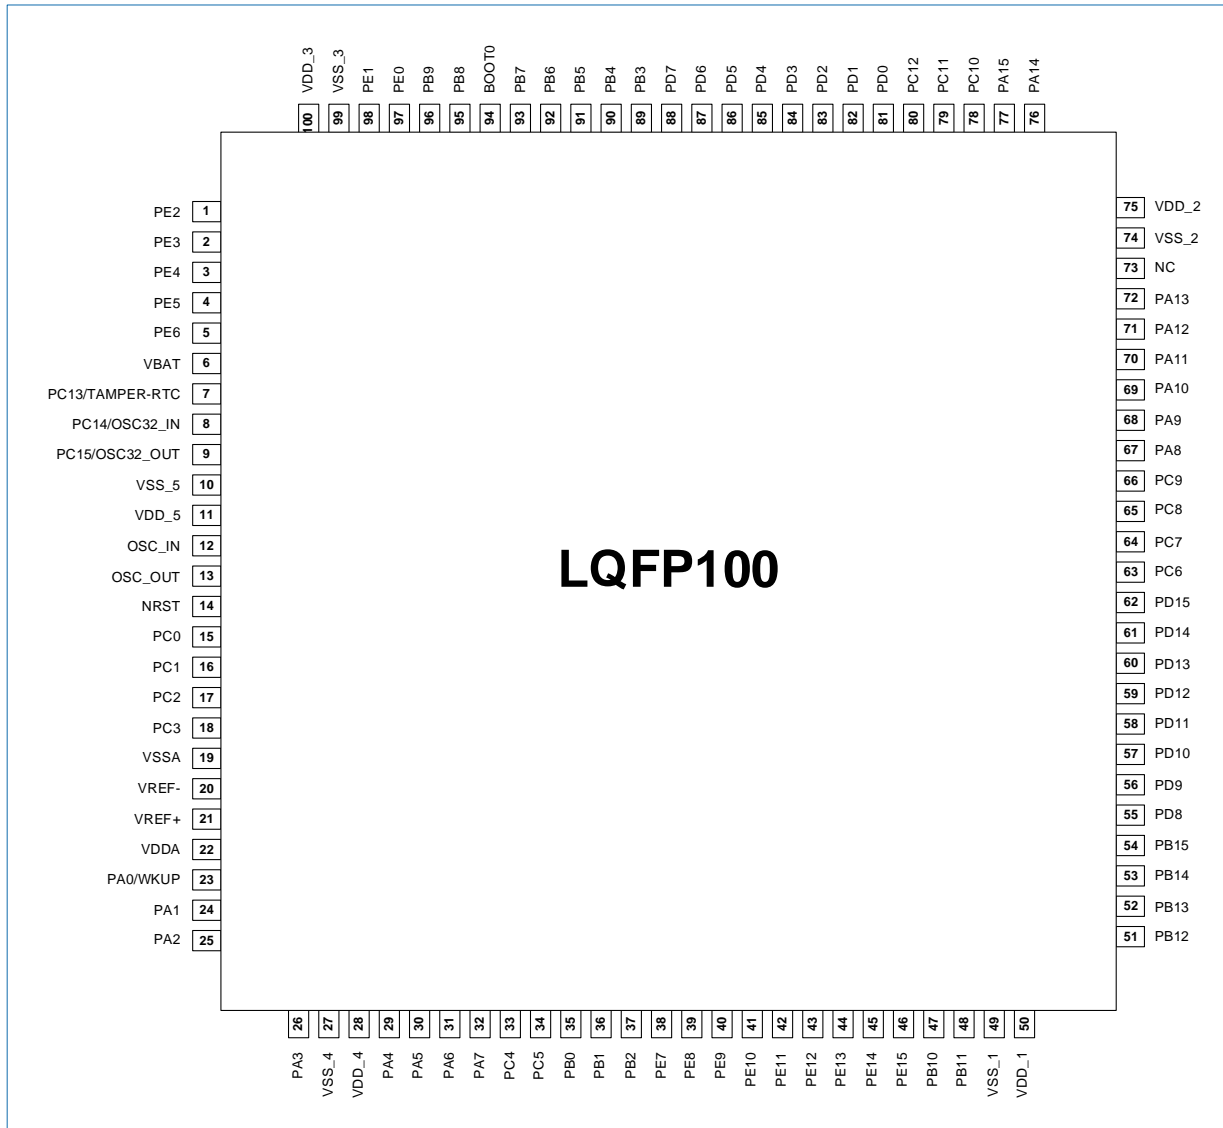 VDD_3 VSS_3 PE1 PE0 PB9 PB8 BOOT0 PB7 PB6 PB5 PB4 PB3 PD7 PD6 PD5 PD4 PD3 PD2 PD1 PD0 PC12 PC11 PC10 PA15 PA14
100 99 98 97 96 95 94 93 92 91 90 89 88 87 86 85 84 83 82 81 80 79 78 77 76
PE2 1
PE3 2
PE4 3
PE5 4
PE6 5
VBAT 6
PC13/TAMPER-RTC 7
PC14/OSC32_IN 8
PC15/OSC32_OUT 9
VSS_5 10
VDD_5 11
OSC_IN 12
OSC_OUT 13
NRST 14
PC0 15
PC1 16
PC2 17
PC3 18
VSSA 19
VREF- 20
VREF+ 21
VDDA 22
PA0/WKUP 23
PA1 24
PA2 25
LQFP100
75 VDD_2
74 VSS_2
73 NC
72 PA13
71 PA12
70 PA11
69 PA10
68 PA9
67 PA8
66 PC9
65 PC8
64 PC7
63 PC6
62 PD15
61 PD14
60 PD13
59 PD12
58 PD11
57 PD10
56 PD9
55 PD8
54 PB15
53 PB14
52 PB13
51 PB12
26 27 28 29 30 31 32 33 34 35 36 37 38 39 40 41 42 43 44 45 46 47 48 49 50
PA3 VSS_4 VDD_4 PA4 PA5 PA6 PA7 PC4 PC5 PB0 PB1 PB2 PE7 PE8 PE9 PE10 PE11 PE12 PE13 PE14 PE15 PB10 PB11 VSS_1 VDD_1